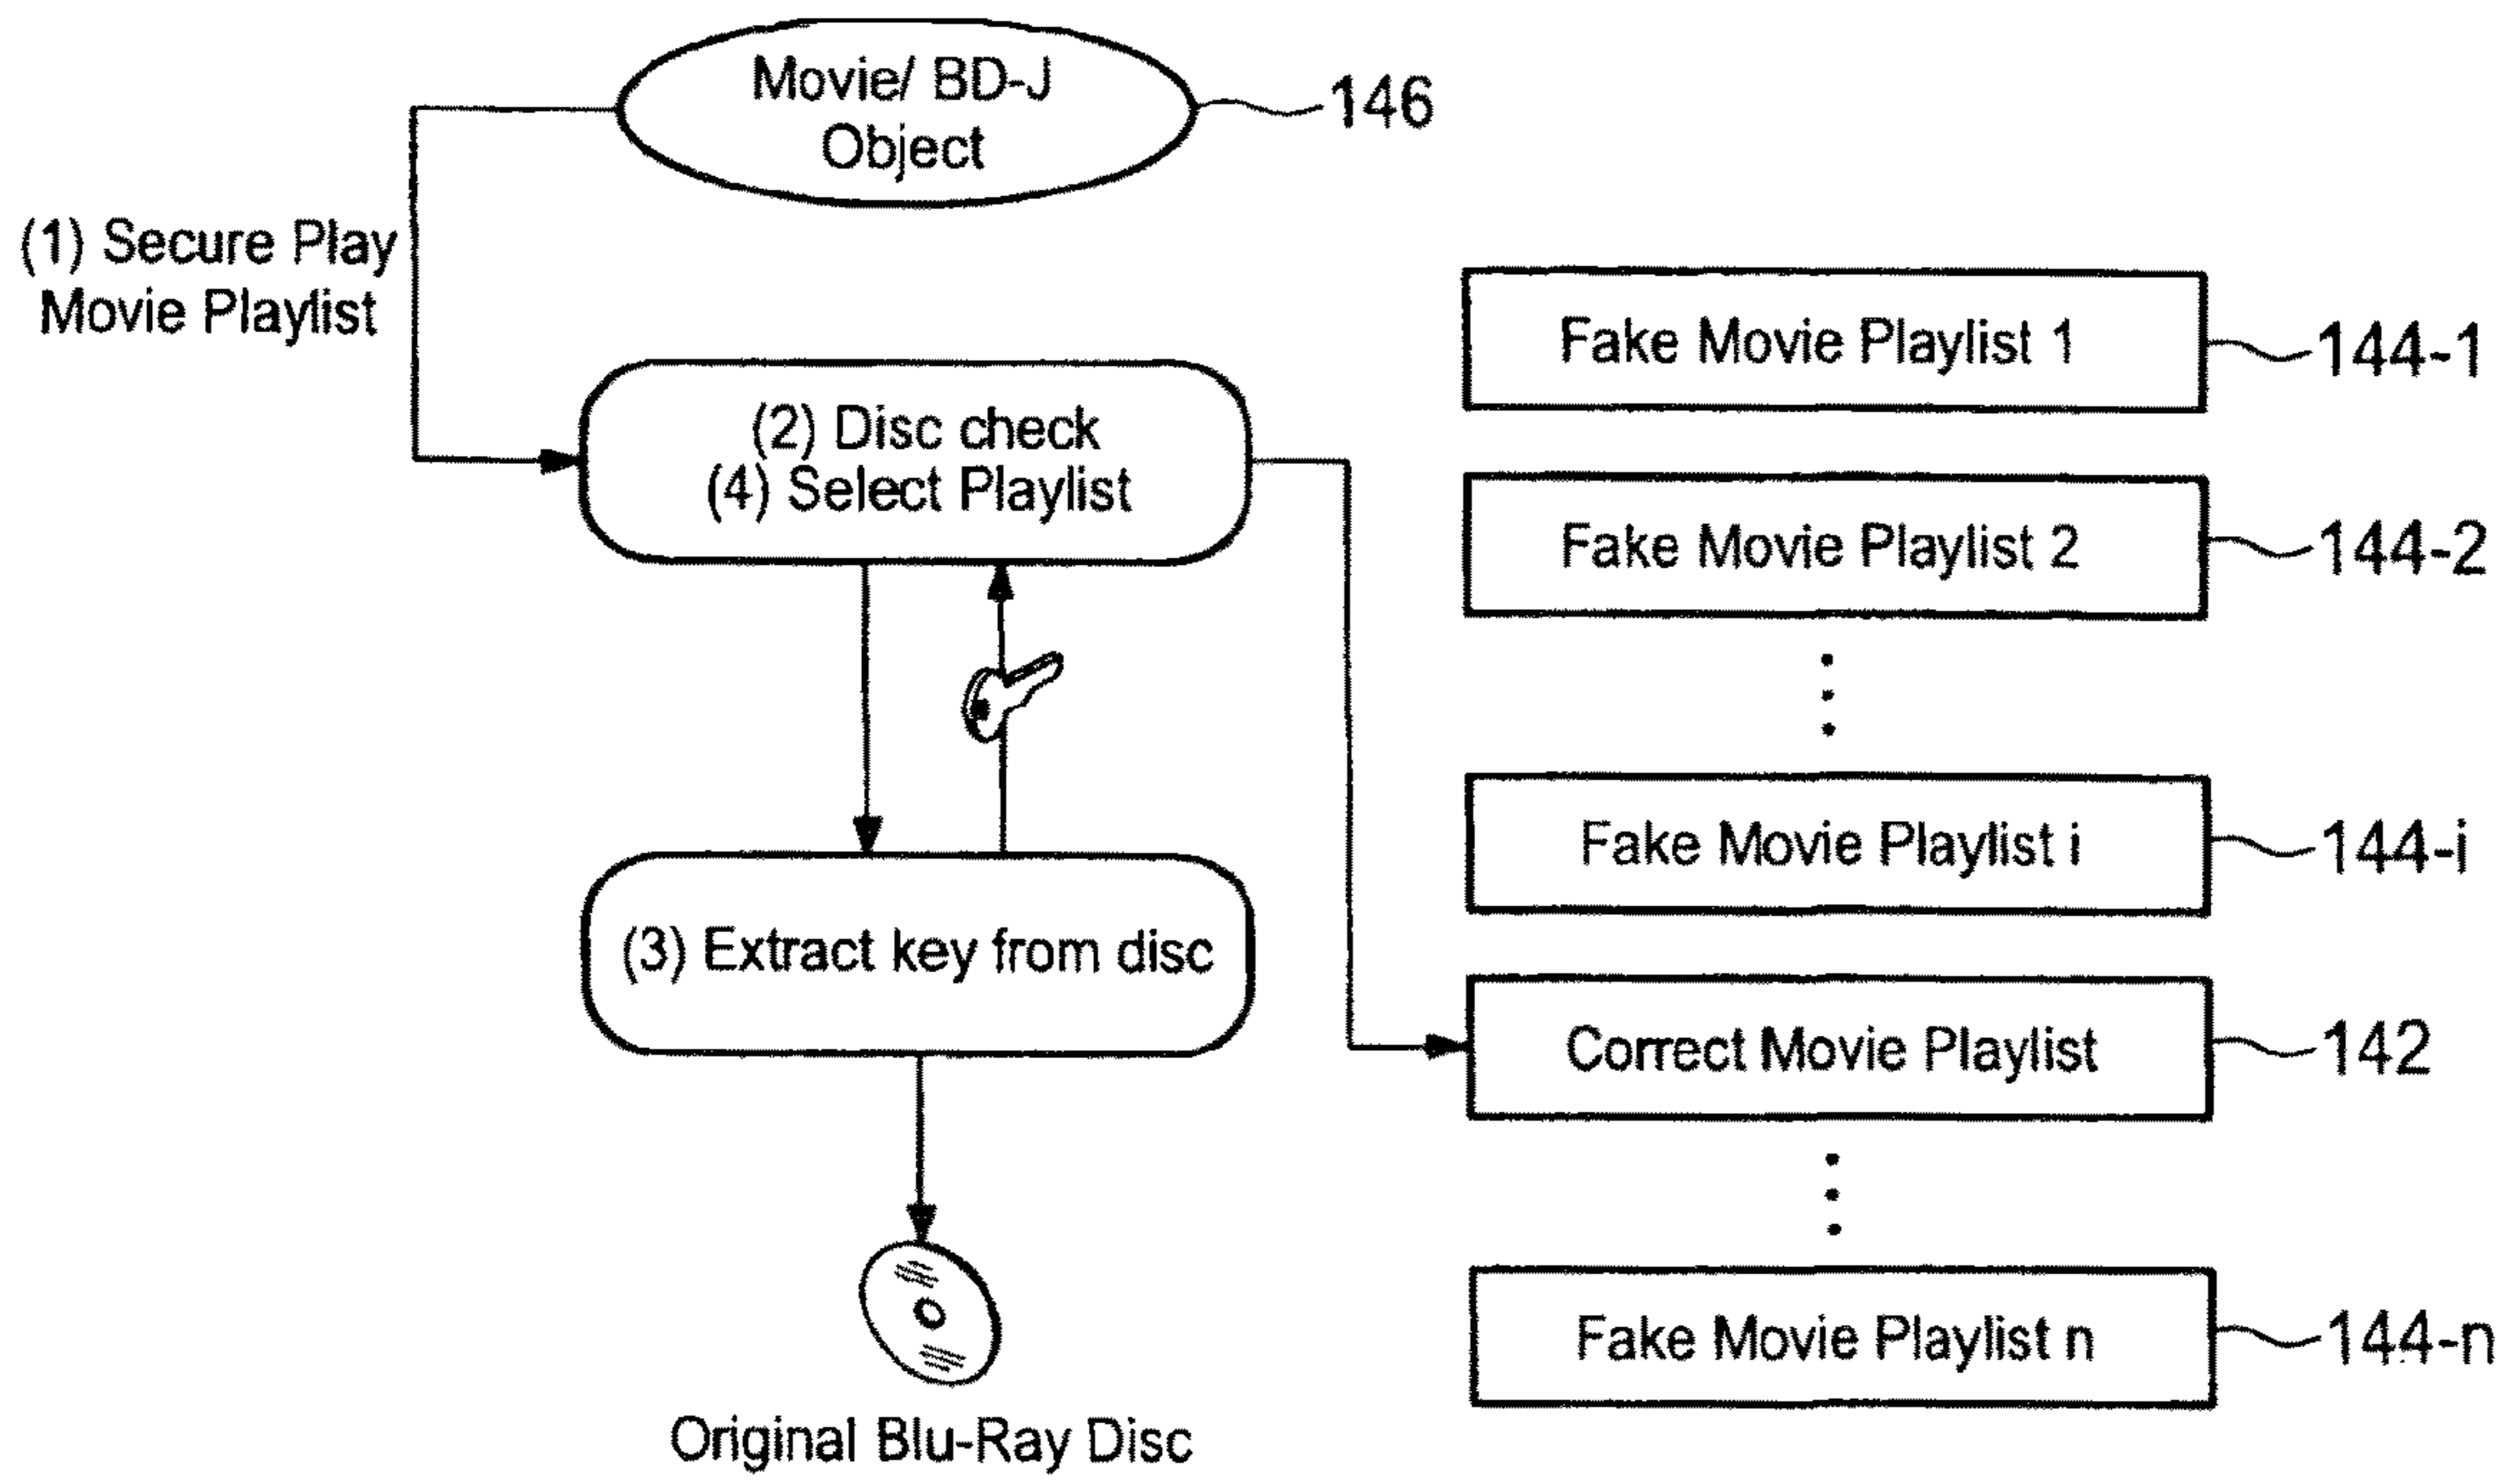 Movie/ BD-J
Object
146
(1) Secure Play
Movie Playlist
(2) Disc check
(4) Select Playlist
(3) Extract key from disc
Original Blu-Ray Disc
Fake Movie Playlist 1
144-1
Fake Movie Playlist 2
144-2
Fake Movie Playlist i
144-i
Correct Movie Playlist
142
Fake Movie Playlist n
144-n